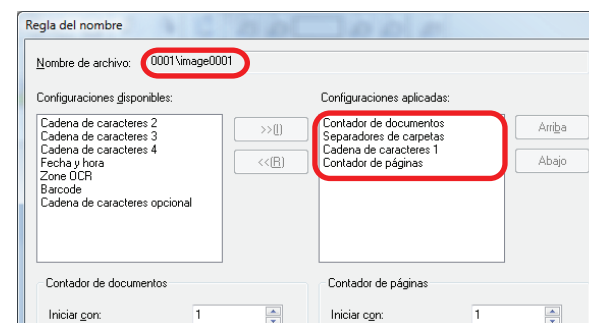 Regla del nombre
Nombre de archivo: 0001\image0001
Configuraciones disponibles:
Configuraciones aplicadas:
Cadena de caracteres 2
Cadena de caracteres 3
Cadena de caracteres 4
Fecha y hora
Zone OCR
Barcode
Cadena de caracteres opcional
>>(I)
<<(R)
Contador de documentos
Separadores de carpetas
Cadena de caracteres 1
Contador de páginas
Arriba
Abajo
Contador de documentos
Contador de páginas
Iniciar con: 1
Iniciar con: 1